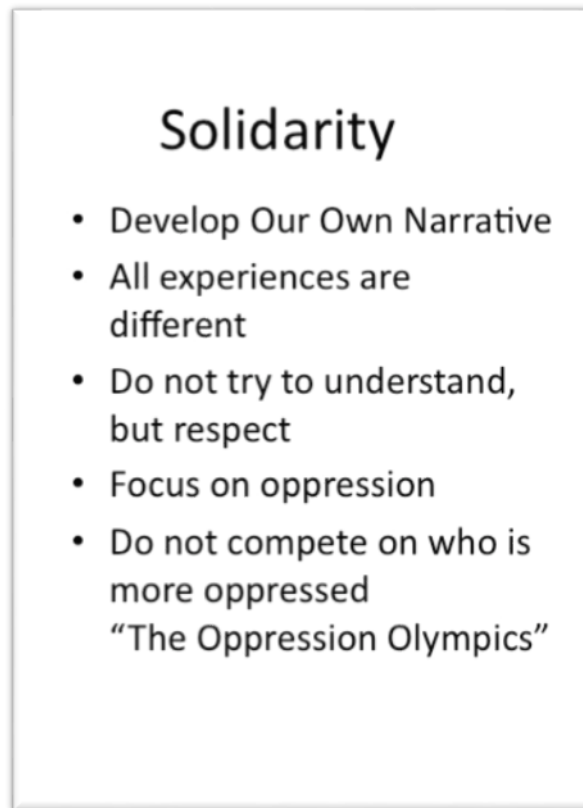 Solidarity
• Develop Our Own Narrative
• All experiences are
different
• Do not try to understand,
but respect
• Focus on oppression
• Do not compete on who is
more oppressed
“The Oppression Olympics”